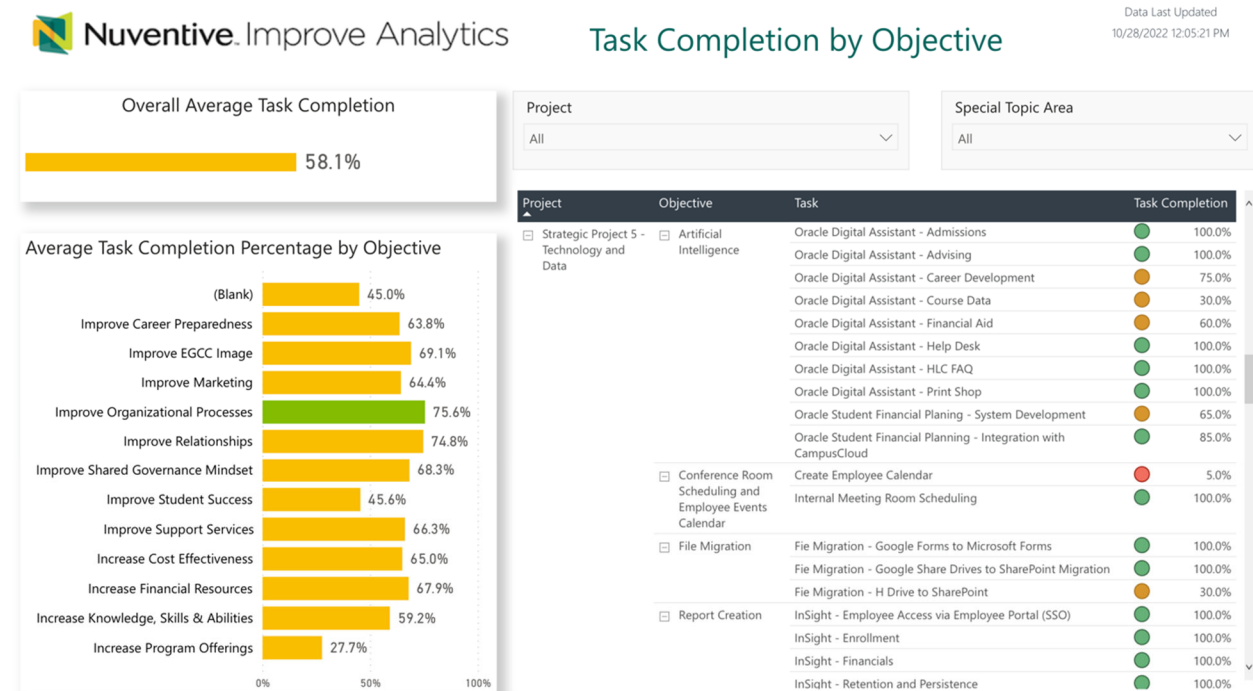 Nuventive. Improve Analytics
Task Completion by Objective
Data Last Updated
10/28/2022 12:05:21 PM
Overall Average Task Completion
58.1%
Project
All
Special Topic Area
All
Average Task Completion Percentage by Objective
(Blank) 45.0%
Improve Career Preparedness 63.8%
Improve EGCC Image 69.1%
Improve Marketing 64.4%
Improve Organizational Processes 75.6%
Improve Relationships 74.8%
Improve Shared Governance Mindset 68.3%
Improve Student Success 45.6%
Improve Support Services 66.3%
Increase Cost Effectiveness 65.0%
Increase Financial Resources 67.9%
Increase Knowledge, Skills & Abilities 59.2%
Increase Program Offerings 27.7%
0% 50% 100%
Project Objective Task Task Completion
Strategic Project 5 -
Technology and
Data
Artificial
Intelligence
Oracle Digital Assistant - Admissions 100.0%
Oracle Digital Assistant - Advising 100.0%
Oracle Digital Assistant - Career Development 75.0%
Oracle Digital Assistant - Course Data 30.0%
Oracle Digital Assistant - Financial Aid 60.0%
Oracle Digital Assistant - Help Desk 100.0%
Oracle Digital Assistant - HLC FAQ 100.0%
Oracle Digital Assistant - Print Shop 100.0%
Oracle Student Financial Planing - System Development 65.0%
Oracle Student Financial Planning - Integration with 85.0%
CampusCloud
Conference Room
Scheduling and
Employee Events
Calendar
Create Employee Calendar 5.0%
Internal Meeting Room Scheduling 100.0%
File Migration
Fie Migration - Google Forms to Microsoft Forms 100.0%
Fie Migration - Google Share Drives to SharePoint Migration 100.0%
Fie Migration - H Drive to SharePoint 30.0%
Report Creation
InSight - Employee Access via Employee Portal (SSO) 100.0%
InSight - Enrollment 100.0%
InSight - Financials 100.0%
InSight - Retention and Persistence 100.0%